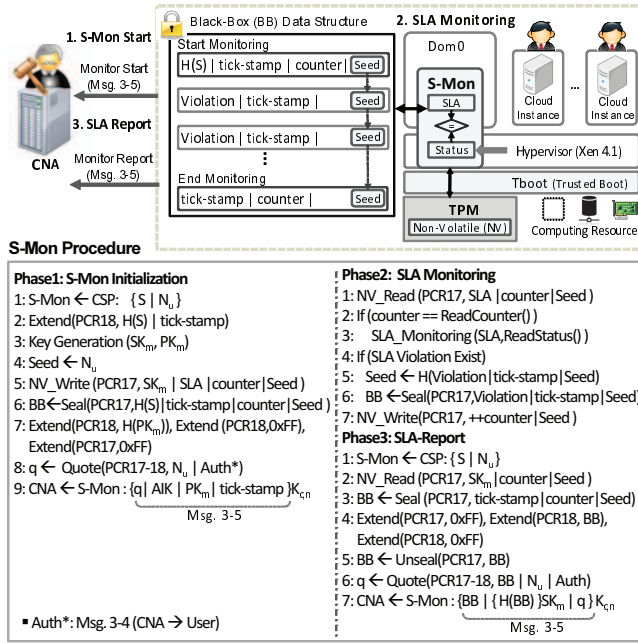 1. S-Mon Start
Monitor Start
(Msg. 3-5)
3. SLA Report
CNA
Monitor Report
(Msg. 3-5)
Black-Box (BB) Data Structure
Start Monitoring
H(S) | tick-stamp | counter| Seed
Violation | tick-stamp | Seed
Violation | tick-stamp | Seed
End Monitoring
tick-stamp | counter | Seed
2. SLA Monitoring
Dom0
S-Mon
SLA
=
Status
Cloud
Instance
...
Cloud
Instance
Hypervisor (Xen 4.1)
Tboot (Trusted Boot)
TPM
Non-Volatile (NV)
Computing Resource
S-Mon Procedure
Phase1: S-Mon Initialization
1: S-Mon ← CSP: { S | Nu }
2: Extend(PCR18, H(S) | tick-stamp)
3: Key Generation (SKm, PKm)
4: Seed ← Nu
5: NV_Write (PCR17, SKm | SLA |counter|Seed )
6: BB←Seal(PCR17,H(S)|tick-stamp|counter|Seed )
7: Extend(PCR18, H(PKm)), Extend (PCR18,0xFF),
Extend(PCR17,0xFF)
8: q ← Quote(PCR17-18, Nu | Auth*)
9: CNA ← S-Mon : {q| AIK | PKm| tick-stamp }Kcn
Msg. 3-5
▪ Auth*: Msg. 3-4 (CNA → User)
Phase2: SLA Monitoring
1: NV_Read (PCR17, SLA |counter|Seed )
2: If (counter == ReadCounter() )
3: SLA_Monitoring (SLA,ReadStatus() )
4: If (SLA Violation Exist)
5: Seed ← H(Violation|tick-stamp|Seed)
6: BB ←Seal(PCR17,Violation|tick-stamp|Seed)
7: NV_Write(PCR17, ++counter|Seed )
Phase3: SLA-Report
1: S-Mon ← CSP: { S | Nu }
2: NV_Read (PCR17, SKm|counter|Seed )
3: BB ← Seal (PCR17, tick-stamp|counter|Seed)
4: Extend(PCR17, 0xFF), Extend(PCR18, BB),
Extend(PCR18, 0xFF)
5: BB ← Unseal(PCR17, BB)
6: q ← Quote(PCR17-18, BB | Nu | Auth)
7: CNA ← S-Mon : {BB | { H(BB) }SKm | q } Kcn
Msg. 3-5